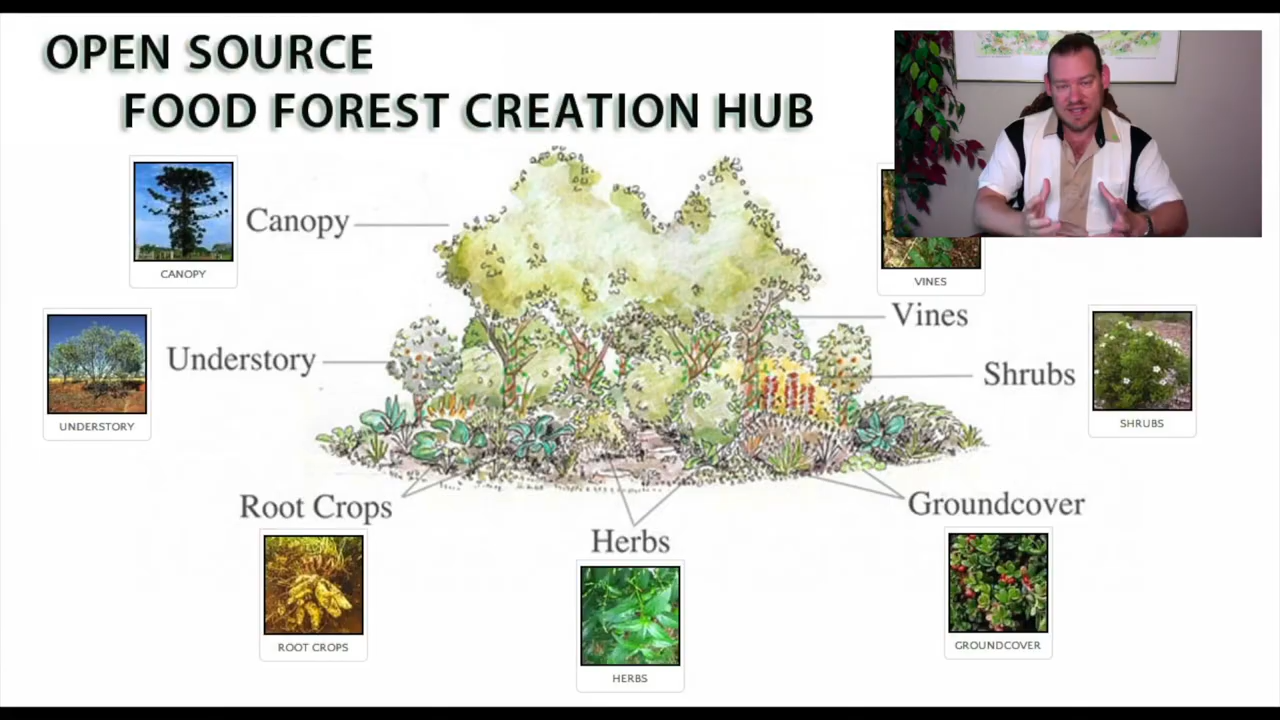 OPEN SOURCE
FOOD FOREST CREATION HUB
Canopy
CANOPY
VINES
Vines
Understory
UNDERSTORY
Shrubs
SHRUBS
Root Crops
ROOT CROPS
Herbs
HERBS
Groundcover
GROUNDCOVER